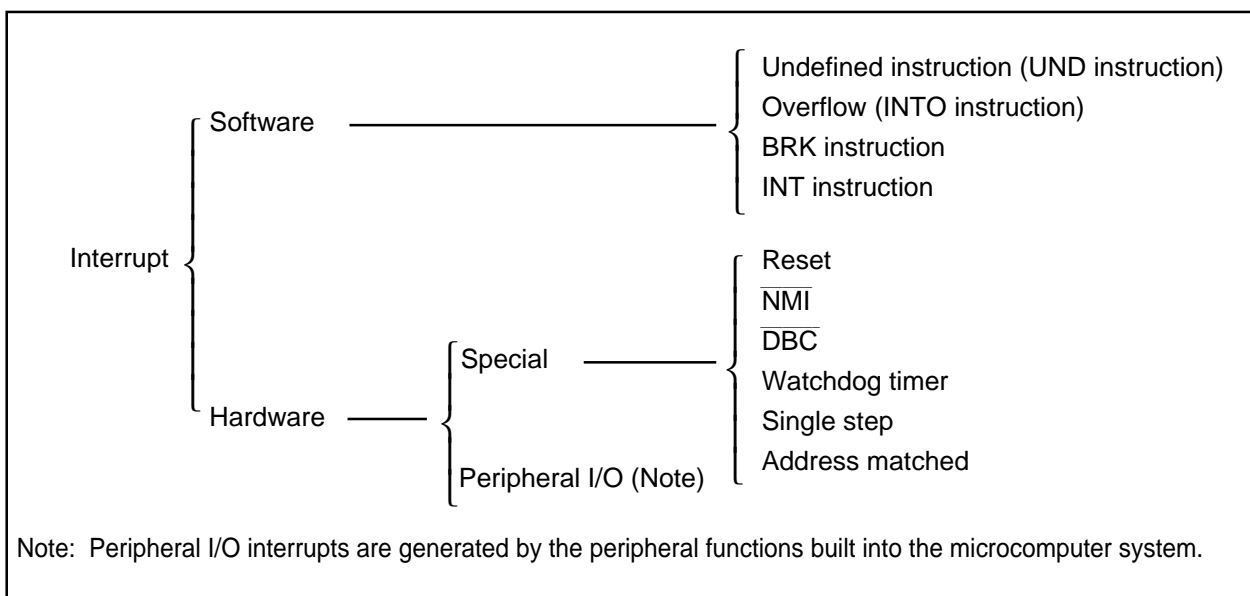 Interrupt
Software
Undefined instruction (UND instruction)
Overflow (INTO instruction)
BRK instruction
INT instruction
Hardware
Special
Reset
N̅M̅I̅
D̅B̅C̅
Watchdog timer
Single step
Address matched
Peripheral I/O (Note)
Note: Peripheral I/O interrupts are generated by the peripheral functions built into the microcomputer system.